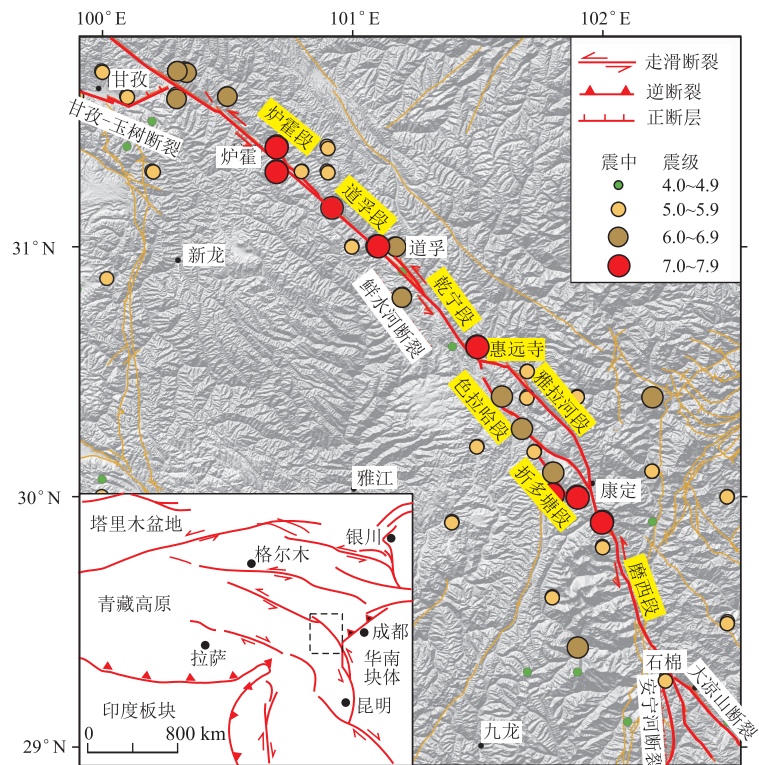 100°E
101°E
102°E
走滑断裂
逆断裂
正断层
震中 震级
4.0~4.9
5.0~5.9
6.0~6.9
7.0~7.9
甘孜
甘孜-玉树断裂
炉霍段
炉霍
道孚段
31°N
新龙
道孚
鲜水河断裂
乾宁段
惠远寺
雅拉河段
色拉哈段
折多塘段
雅江
30°N
康定
磨西段
石棉
安宁河断裂
大凉山断裂
九龙
29°N
塔里木盆地
银川
格尔木
青藏高原
成都
拉萨
华南
块体
昆明
印度板块
0 800 km